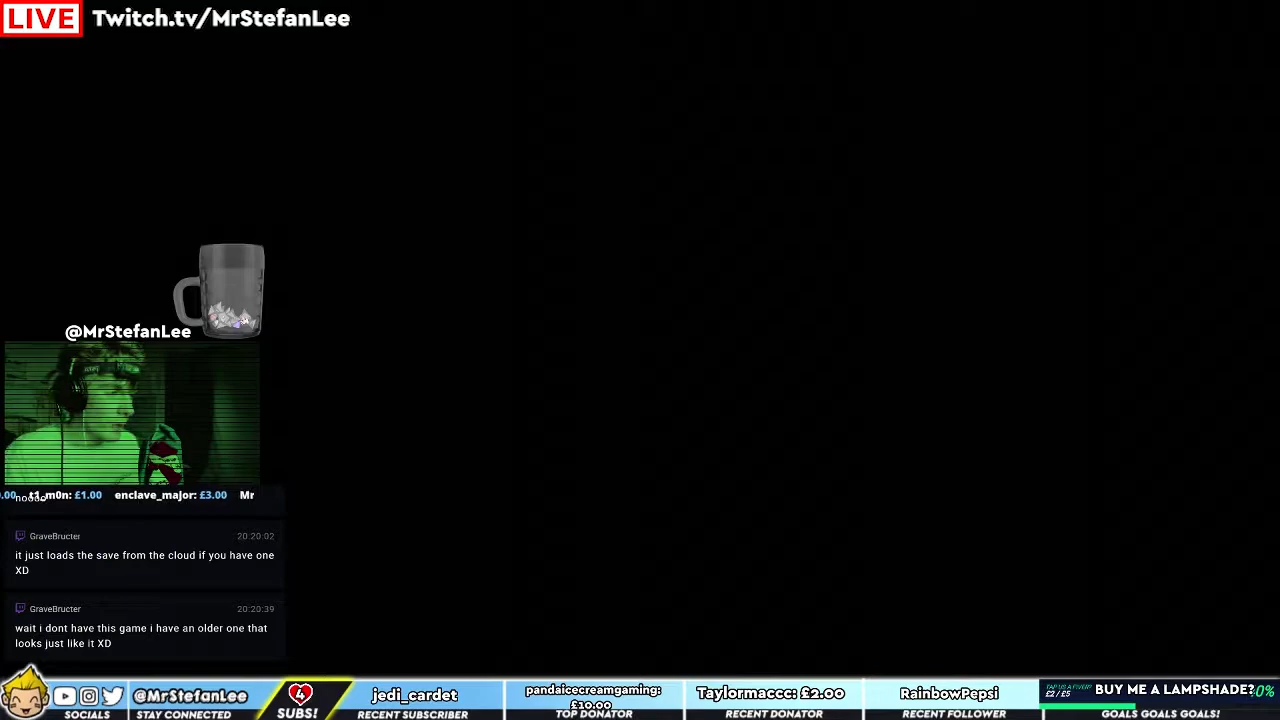 LIVE Twitch.tv/MrStefanLee
@MrStefanLee
.00 t1_m0n: £1.00 enclave_major: £3.00 Mr
GraveBructer 20:20:02
it just loads the save from the cloud if you have one
XD
GraveBructer 20:20:39
wait i dont have this game i have an older one that
looks just like it XD
@MrStefanLee 4 jedi_cardet pandaicecreamgaming: £10.00 Taylormaccc: £2.00 RainbowPepsi £2 / £5 BUY ME A LAMPSHADE?
SOCIALS STAY CONNECTED SUBS! RECENT SUBSCRIBER TOP DONATOR RECENT DONATOR RECENT FOLLOWER GOALS GOALS GOALS!